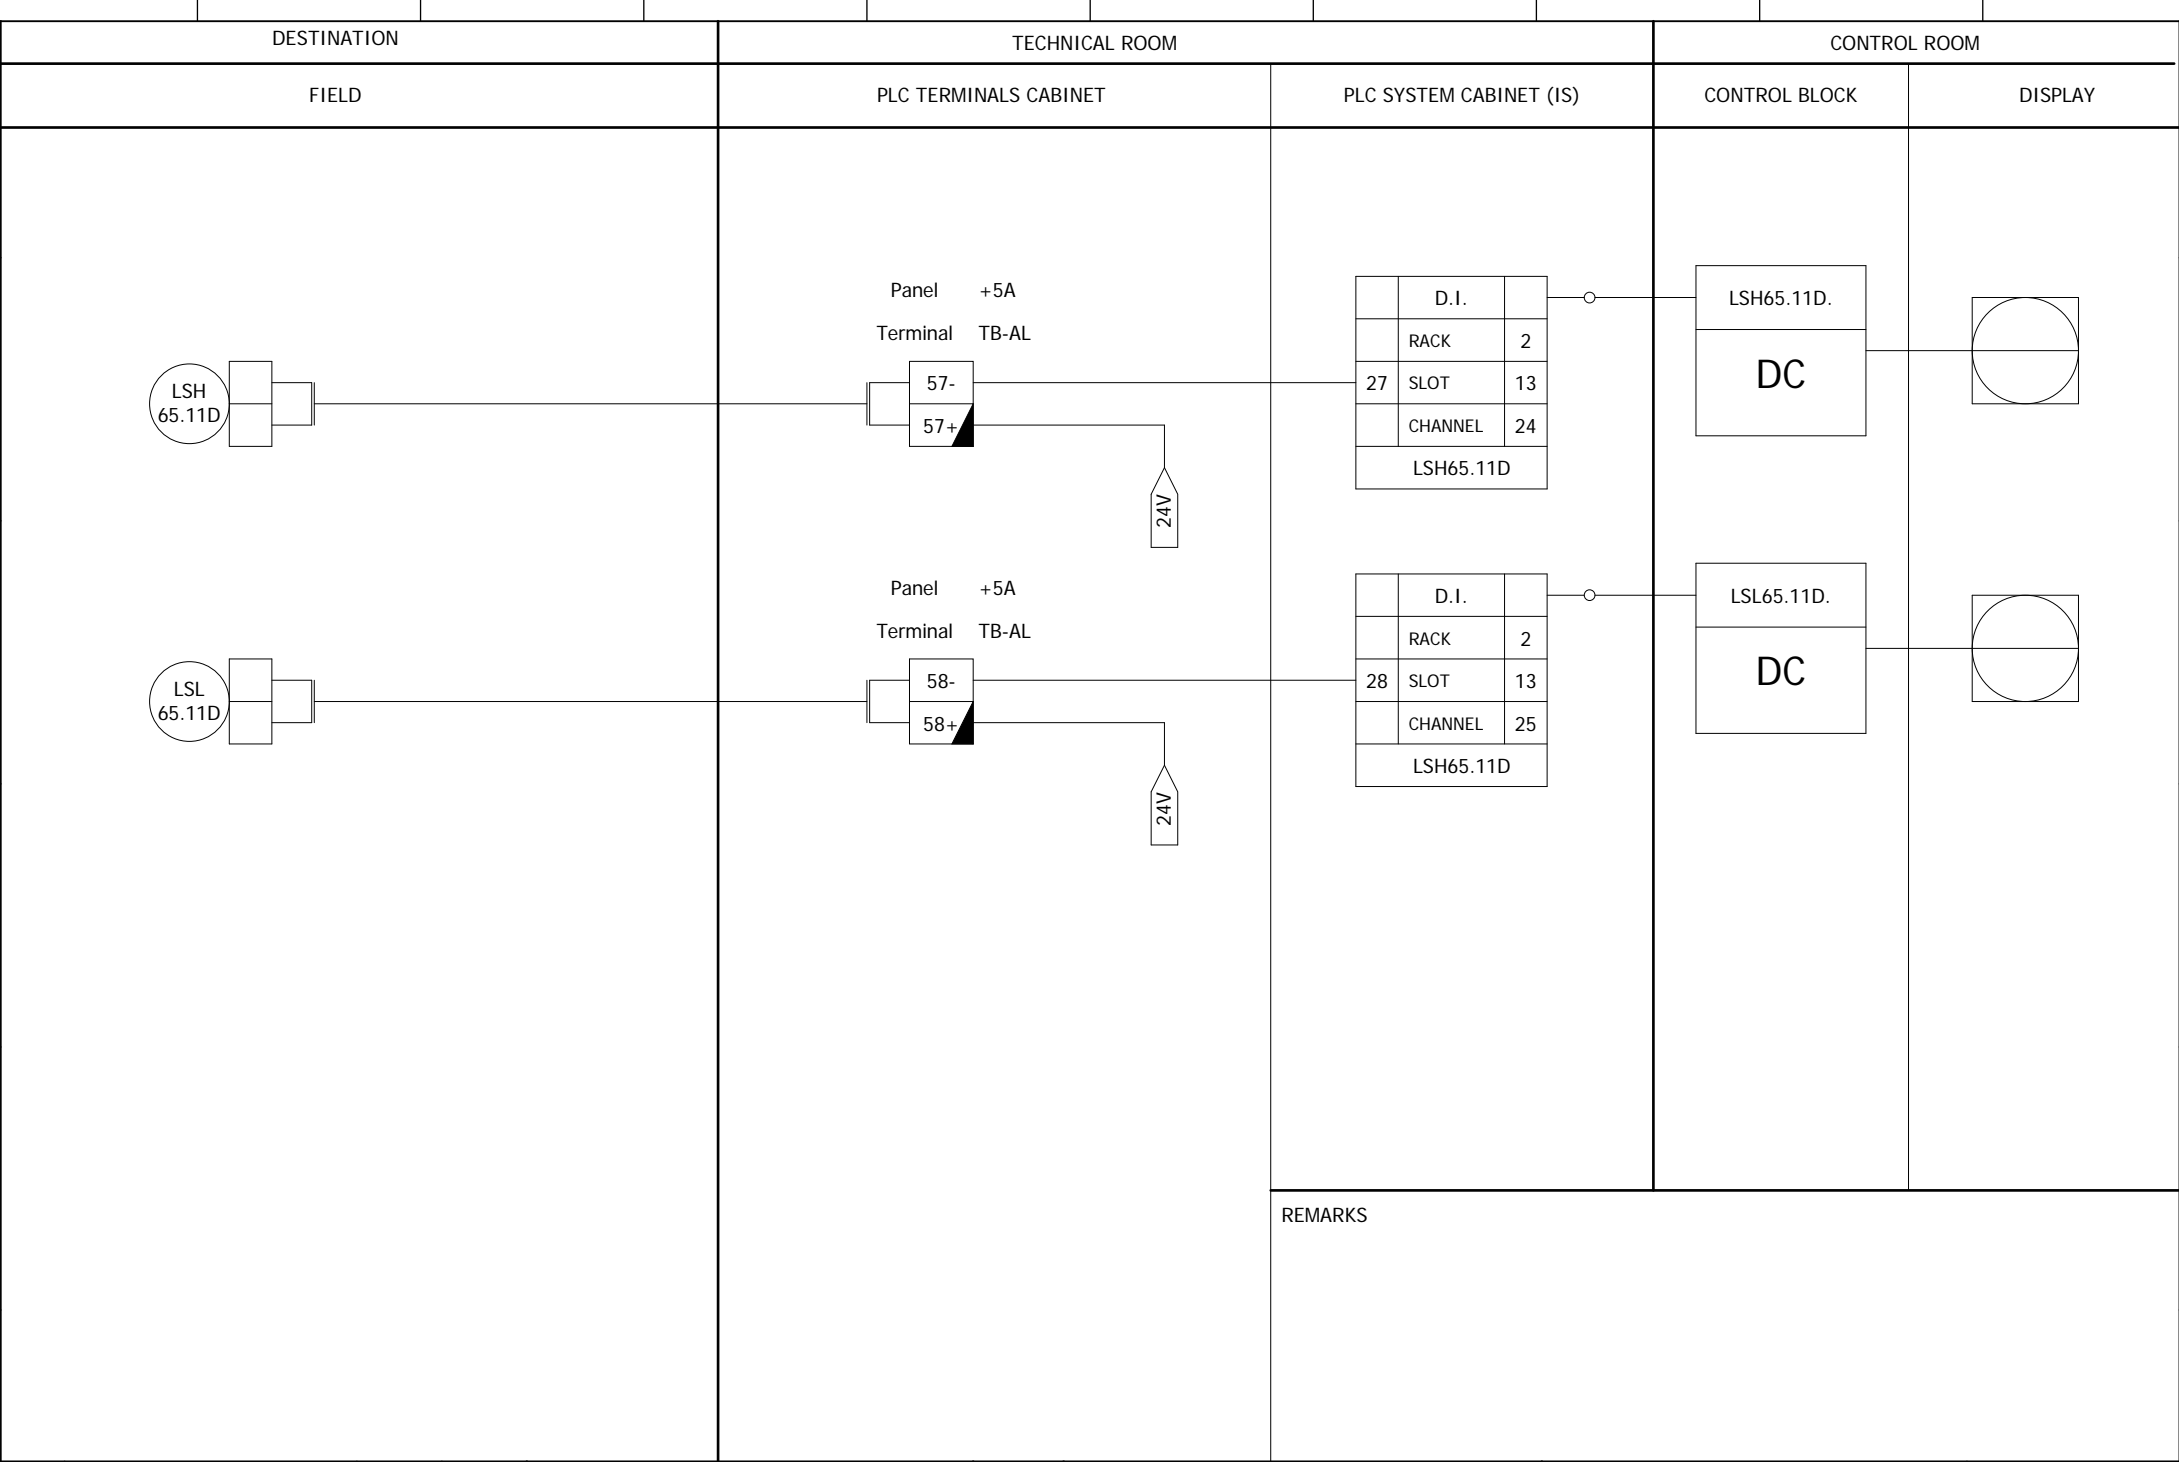 DESTINATION
TECHNICAL ROOM
CONTROL ROOM
FIELD
PLC TERMINALS CABINET
PLC SYSTEM CABINET (IS)
CONTROL BLOCK
DISPLAY
LSH
65.11D
Panel +5A
Terminal TB-AL
57-
57+
24V
D.I.
RACK 2
27 SLOT 13
CHANNEL 24
LSH65.11D
LSH65.11D.
DC
LSL
65.11D
Panel +5A
Terminal TB-AL
58-
58+
24V
D.I.
RACK 2
28 SLOT 13
CHANNEL 25
LSH65.11D
LSL65.11D.
DC
REMARKS